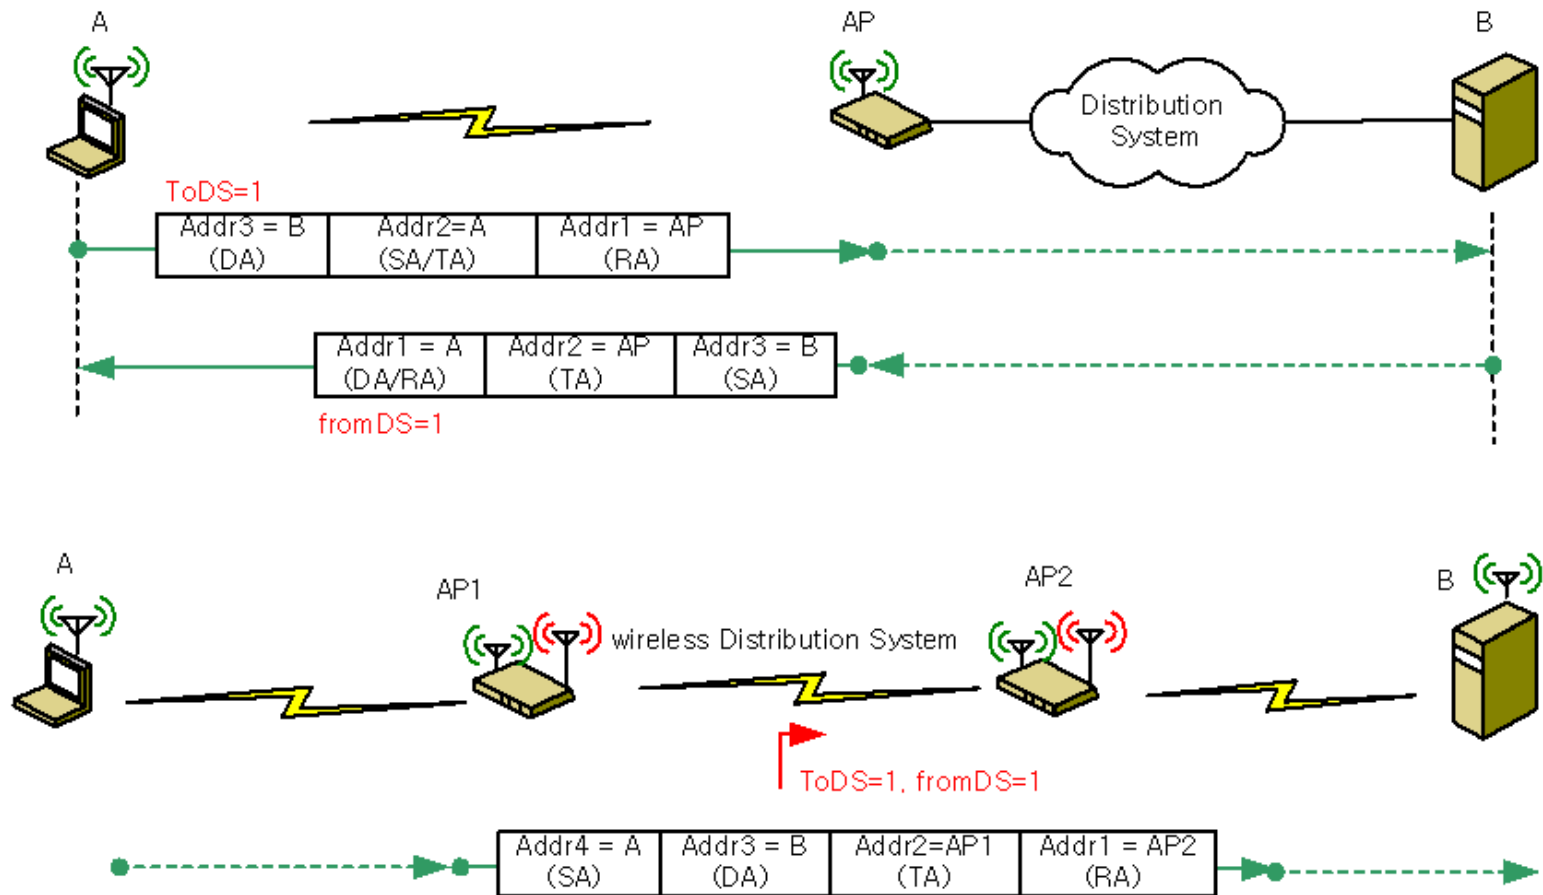 A
AP
B
Distribution
System
ToDS=1
Addr3 = B
(DA)
Addr2=A
(SA/TA)
Addr1 = AP
(RA)
Addr1 = A
(DA/RA)
Addr2 = AP
(TA)
Addr3 = B
(SA)
fromDS=1
A
AP1
wireless Distribution System
AP2
B
ToDS=1, fromDS=1
Addr4 = A
(SA)
Addr3 = B
(DA)
Addr2=AP1
(TA)
Addr1 = AP2
(RA)